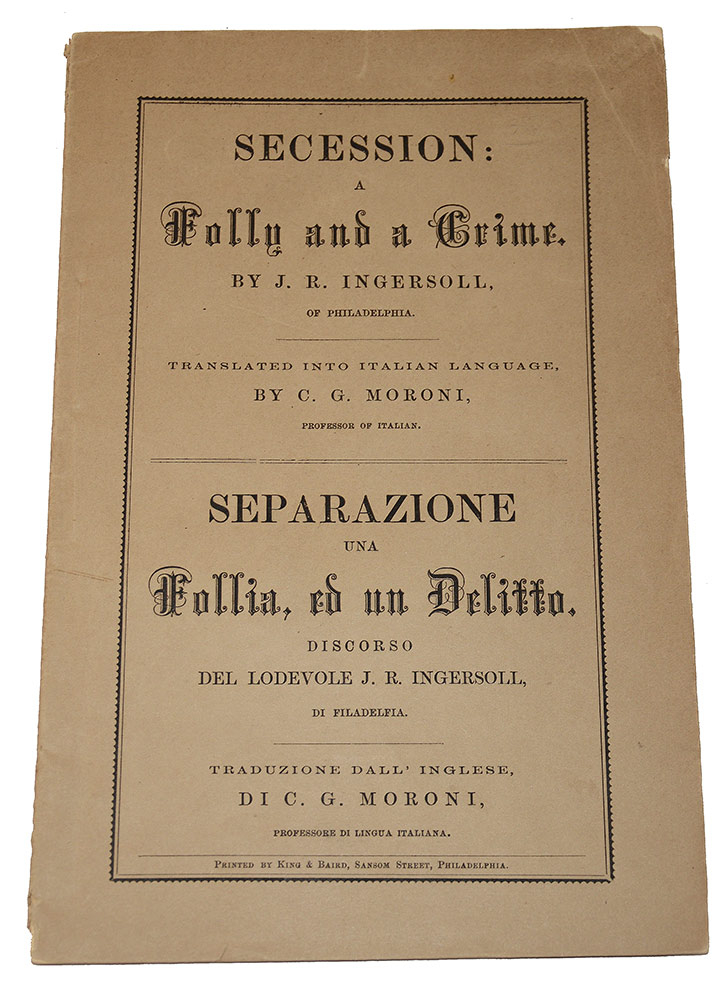 SECESSION:
A
Folly and a Crime.
BY J. R. INGERSOLL,
OF PHILADELPHIA.
TRANSLATED INTO ITALIAN LANGUAGE,
BY C. G. MORONI,
PROFESSOR OF ITALIAN.
SEPARAZIONE
UNA
Follia, ed un Delitto.
DISCORSO
DEL LODEVOLE J. R. INGERSOLL,
DI FILADELFIA.
TRADUZIONE DALL' INGLESE,
DI C. G. MORONI,
PROFESSORE DI LINGUA ITALIANA.
PRINTED BY KING & BAIRD, SANSOM STREET, PHILADELPHIA.